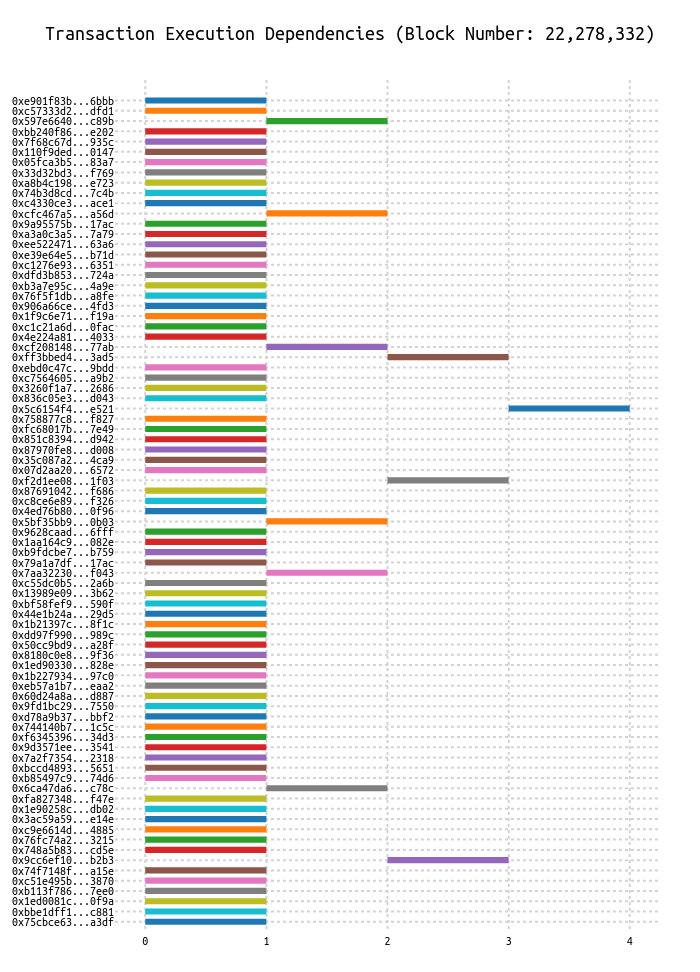 Transaction Execution Dependencies (Block Number: 22,278,332)
0xe901f83b...6bbb
0xc57333d2...dfd1
0x597e6640...c89b
0xbb240f86...e202
0x7f68c67d...935c
0x110f9ded...0147
0x05fca3b5...83a7
0x33d32bd3...f769
0xa8b4c198...e723
0x74b3d8cd...7c4b
0xc4330ce3...ace1
0xcfc467a5...a56d
0x9a95575b...17ac
0xa3a0c3a5...7a79
0xee522471...63a6
0xe39e64e5...b71d
0xc1276e93...6351
0xdfd3b853...724a
0xb3a7e95c...4a9e
0x76f5f1db...a8fe
0x906a66ce...4fd3
0x1f9c6e71...f19a
0xc1c21a6d...0fac
0x4e224a81...4033
0xcf208148...77ab
0xff3bbed4...3ad5
0xebd0c47c...9bdd
0xc7564605...a9b2
0x3260f1a7...2686
0x836c05e3...d043
0x5c6154f4...e521
0x758877c8...f827
0xfc68017b...7e49
0x851c8394...d942
0x87970fe8...d008
0x35c087a2...4ca9
0x07d2aa20...6572
0xf2d1ee08...1f03
0x87691042...f686
0xc8ce6e89...f326
0x4ed76b80...0f96
0x5bf35bb9...0b03
0x9628caad...6fff
0x1aa164c9...082e
0xb9fdcbe7...b759
0x79a1a7df...17ac
0x7aa32230...f043
0xc55dc0b5...2a6b
0x13989e09...3b62
0xbf58fef9...590f
0x44e1b24a...29d5
0x1b21397c...8f1c
0xdd97f990...989c
0x50cc9bd9...a28f
0x8180c0e8...9f36
0x1ed90330...828e
0x1b227934...97c0
0xeb57a1b7...eaa2
0x60d24a8a...d887
0x9fd1bc29...7550
0xd78a9b37...bbf2
0x744140b7...1c5c
0xf6345396...34d3
0x9d3571ee...3541
0x7a2f7354...2318
0xbccd4893...5651
0xb85497c9...74d6
0x6ca47da6...c78c
0xfa827348...f47e
0x1e90258c...db02
0x3ac59a59...e14e
0xc9e6614d...4885
0x76fc74a2...3215
0x748a5b83...cd5e
0x9cc6ef10...b2b3
0x74f7148f...a15e
0xc51e495b...3870
0xb113f786...7ee0
0x1ed0081c...0f9a
0xbbe1dff1...c881
0x75cbce63...a3df
0 1 2 3 4